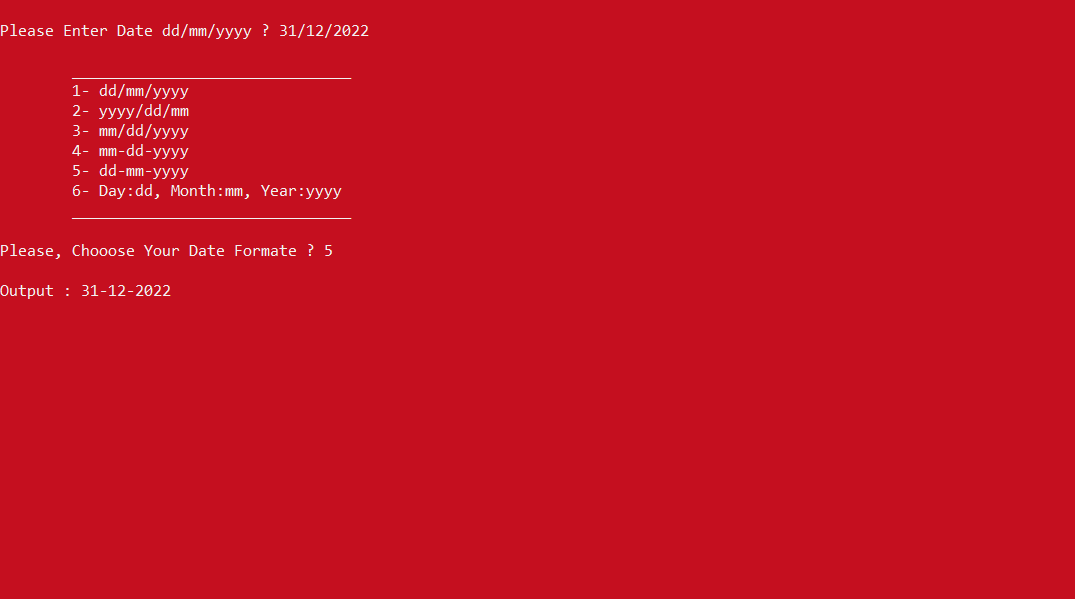 Please Enter Date dd/mm/yyyy ? 31/12/2022
_______________________________
1- dd/mm/yyyy
2- yyyy/dd/mm
3- mm/dd/yyyy
4- mm-dd-yyyy
5- dd-mm-yyyy
6- Day:dd, Month:mm, Year:yyyy
_______________________________
Please, Chooose Your Date Formate ? 5
Output : 31-12-2022